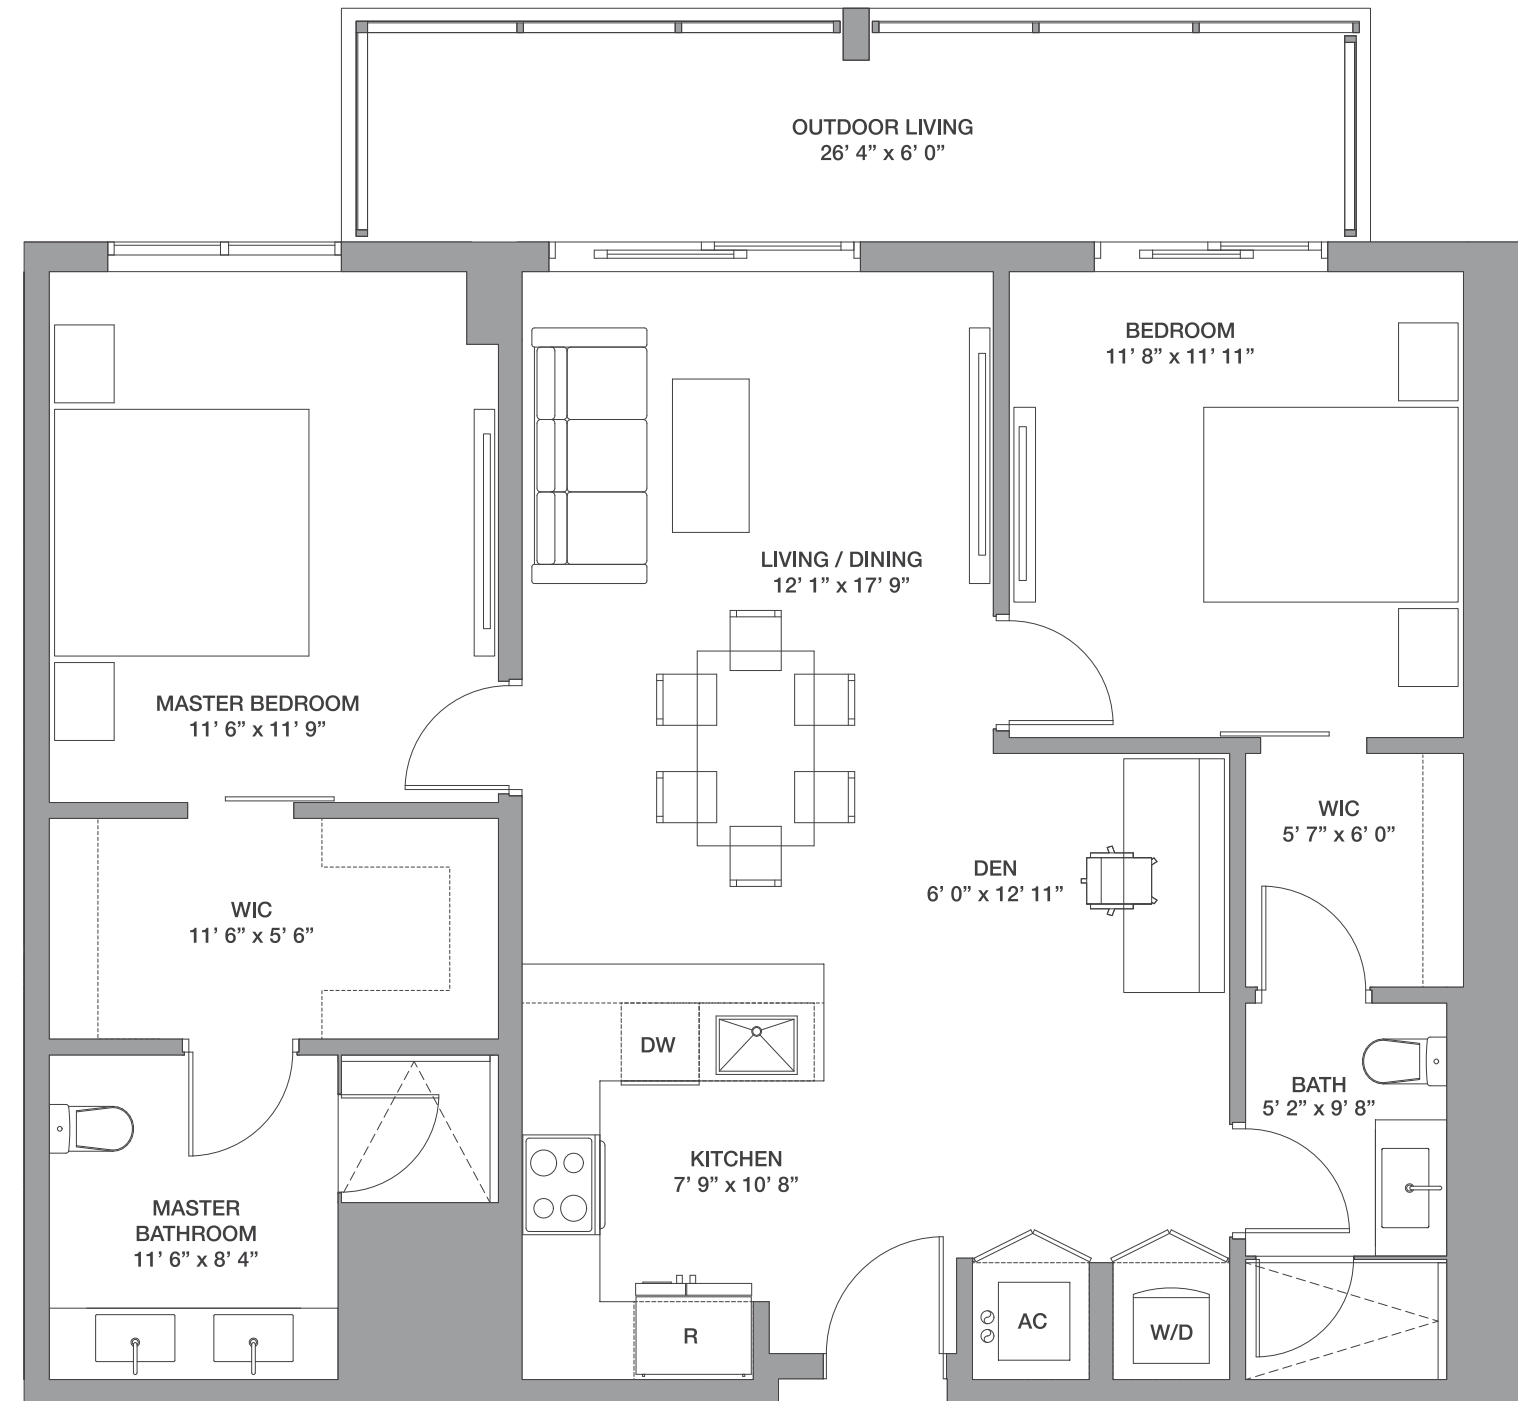 OUTDOOR LIVING
26’ 4” x 6’ 0”
BEDROOM
11’ 8” x 11’ 11”
LIVING / DINING
12’ 1” x 17’ 9”
MASTER BEDROOM
11’ 6” x 11’ 9”
WIC
5’ 7” x 6’ 0”
DEN
6’ 0” x 12’ 11”
WIC
11’ 6” x 5’ 6”
DW
BATH
5’ 2” x 9’ 8”
KITCHEN
7’ 9” x 10’ 8”
MASTER
BATHROOM
11’ 6” x 8’ 4”
R
AC
W/D